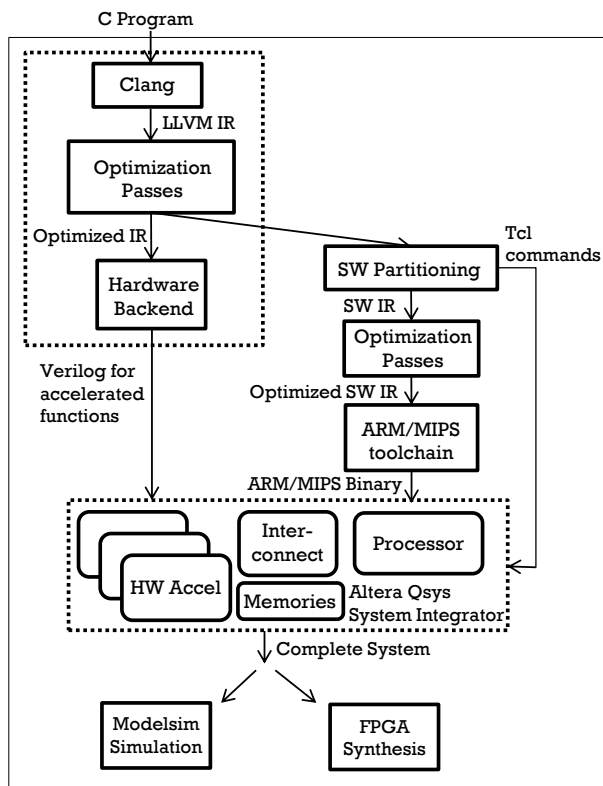 C Program
Clang
LLVM IR
Optimization
Passes
Optimized IR
Tcl
commands
SW Partitioning
Hardware
Backend
SW IR
Optimization
Passes
Verilog for
accelerated
functions
Optimized SW IR
ARM/MIPS
toolchain
ARM/MIPS Binary
Inter-
connect
Processor
HW Accel
Memories
Altera Qsys
System Integrator
Complete System
Modelsim
Simulation
FPGA
Synthesis